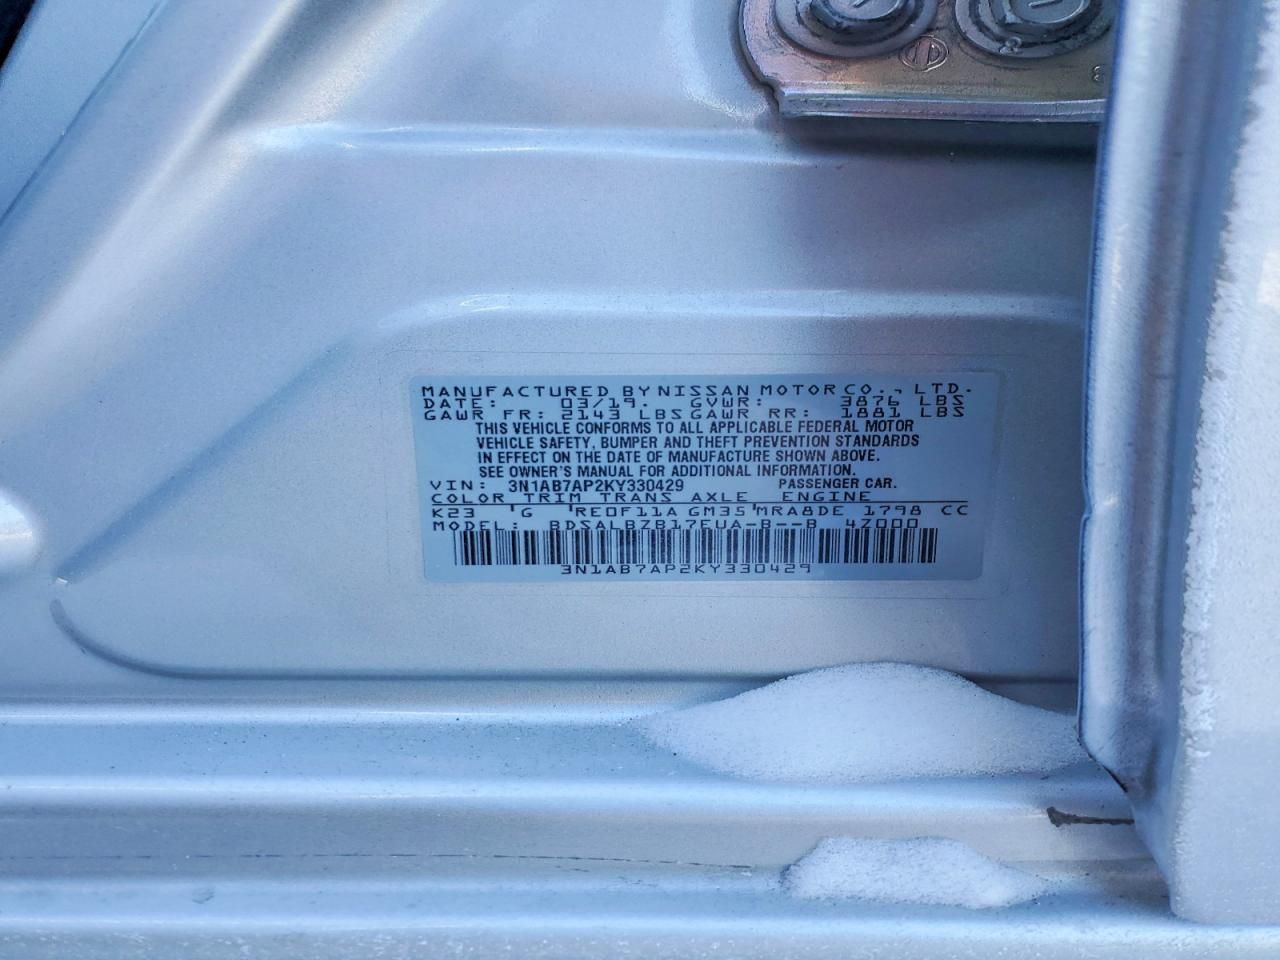 MANUFACTURED BY NISSAN MOTOR CO., LTD.
DATE: 03/19. GVWR: 3876 LBS
GAWR FR: 2143 LBS GAWR RR: 1881 LBS
THIS VEHICLE CONFORMS TO ALL APPLICABLE FEDERAL MOTOR
VEHICLE SAFETY, BUMPER AND THEFT PREVENTION STANDARDS
IN EFFECT ON THE DATE OF MANUFACTURE SHOWN ABOVE.
SEE OWNER'S MANUAL FOR ADDITIONAL INFORMATION.
VIN: 3N1AB7AP2KY330429 PASSENGER CAR.
COLOR TRIM TRANS AXLE ENGINE
K23 G RE0F11A GM35 MRA8DE 1798 CC
MODEL: BDSALBZB17EUA-B--B 47000
3N1AB7AP2KY330429